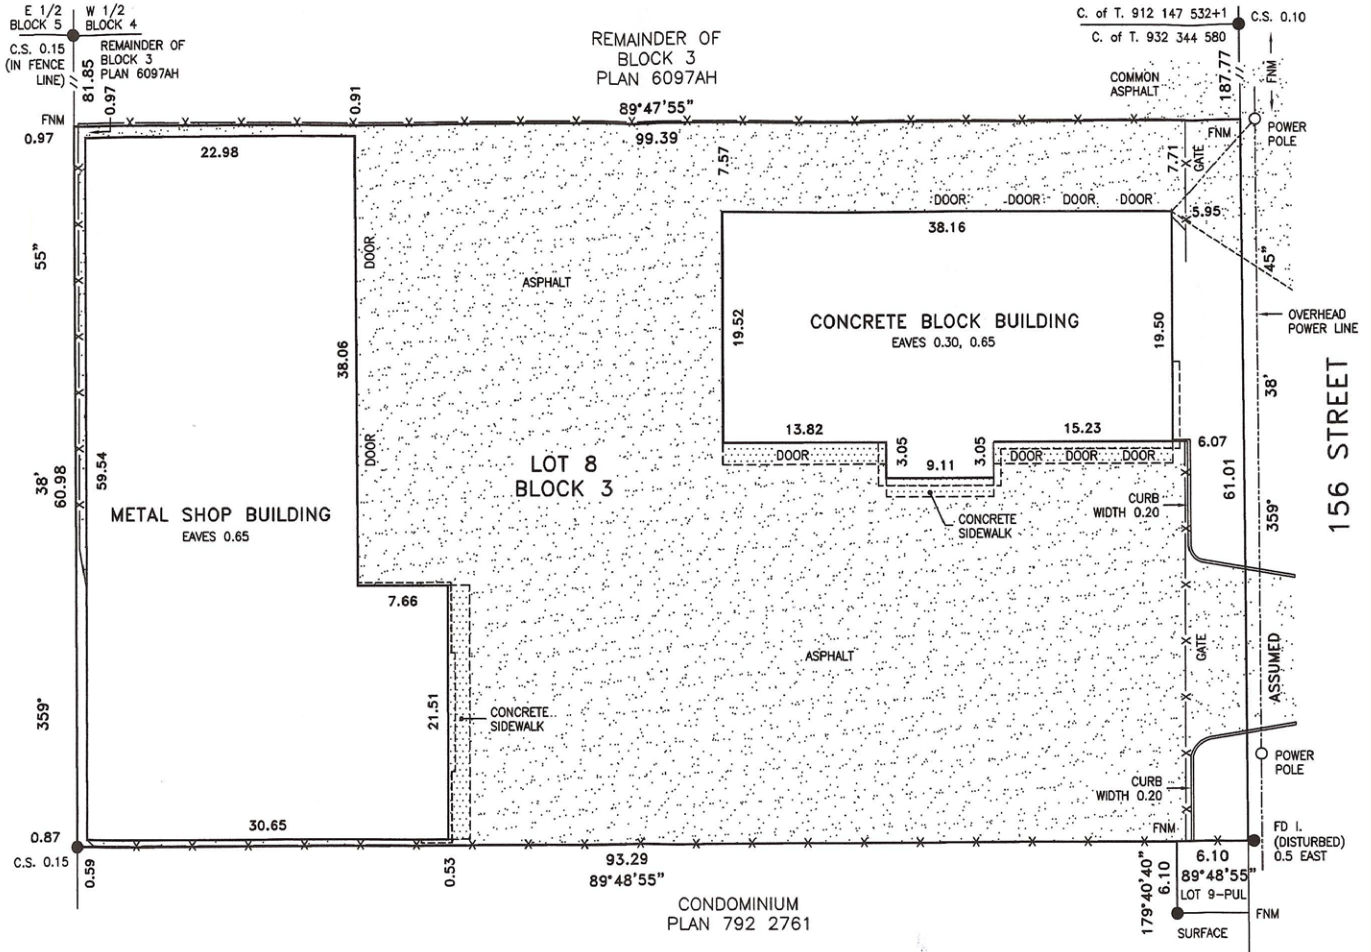 E 1/2
BLOCK 5
W 1/2
BLOCK 4
C.S. 0.15
(IN FENCE
LINE)
REMAINDER OF
BLOCK 3
PLAN 6097AH
81.85
0.97
0.91
REMAINDER OF
BLOCK 3
PLAN 6097AH
89°47'55"
99.39
C. of T. 912 147 532+1
C. of T. 932 344 580
C.S. 0.10
187.77
FNM
COMMON
ASPHALT
FNM
0.97
22.98
7.57
7.71
GATE
FNM
POWER
POLE
DOOR
DOOR
DOOR
DOOR
5.95
38.16
55"
DOOR
ASPHALT
45"
OVERHEAD
POWER LINE
CONCRETE BLOCK BUILDING
EAVES 0.30, 0.65
19.52
19.50
38.06
38'
156 STREET
13.82
15.23
6.07
DOOR
3.05
3.05
9.11
DOOR
DOOR
DOOR
DOOR
LOT 8
BLOCK 3
38'
60.98
59.54
61.01
359°
METAL SHOP BUILDING
EAVES 0.65
CURB
WIDTH 0.20
CONCRETE
SIDEWALK
7.66
ASPHALT
GATE
ASSUMED
359°
21.51
CONCRETE
SIDEWALK
POWER
POLE
CURB
WIDTH 0.20
30.65
0.87
C.S. 0.15
0.59
0.53
93.29
89°48'55"
FNM
FD I.
(DISTURBED)
0.5 EAST
179°40'40"
6.10
6.10
89°48'55"
LOT 9-PUL
CONDOMINIUM
PLAN 792 2761
FNM
SURFACE